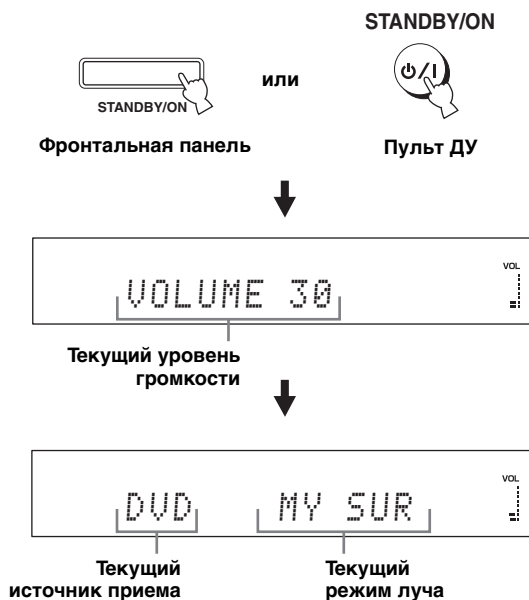 STANDBY/ON
или
STANDBY/ON
Фронтальная панель
Пульт ДУ
VOL
VOLUME 30
Текущий уровень
громкости
VOL
DVD MY SUR
Текущий
источник приема
Текущий
режим луча